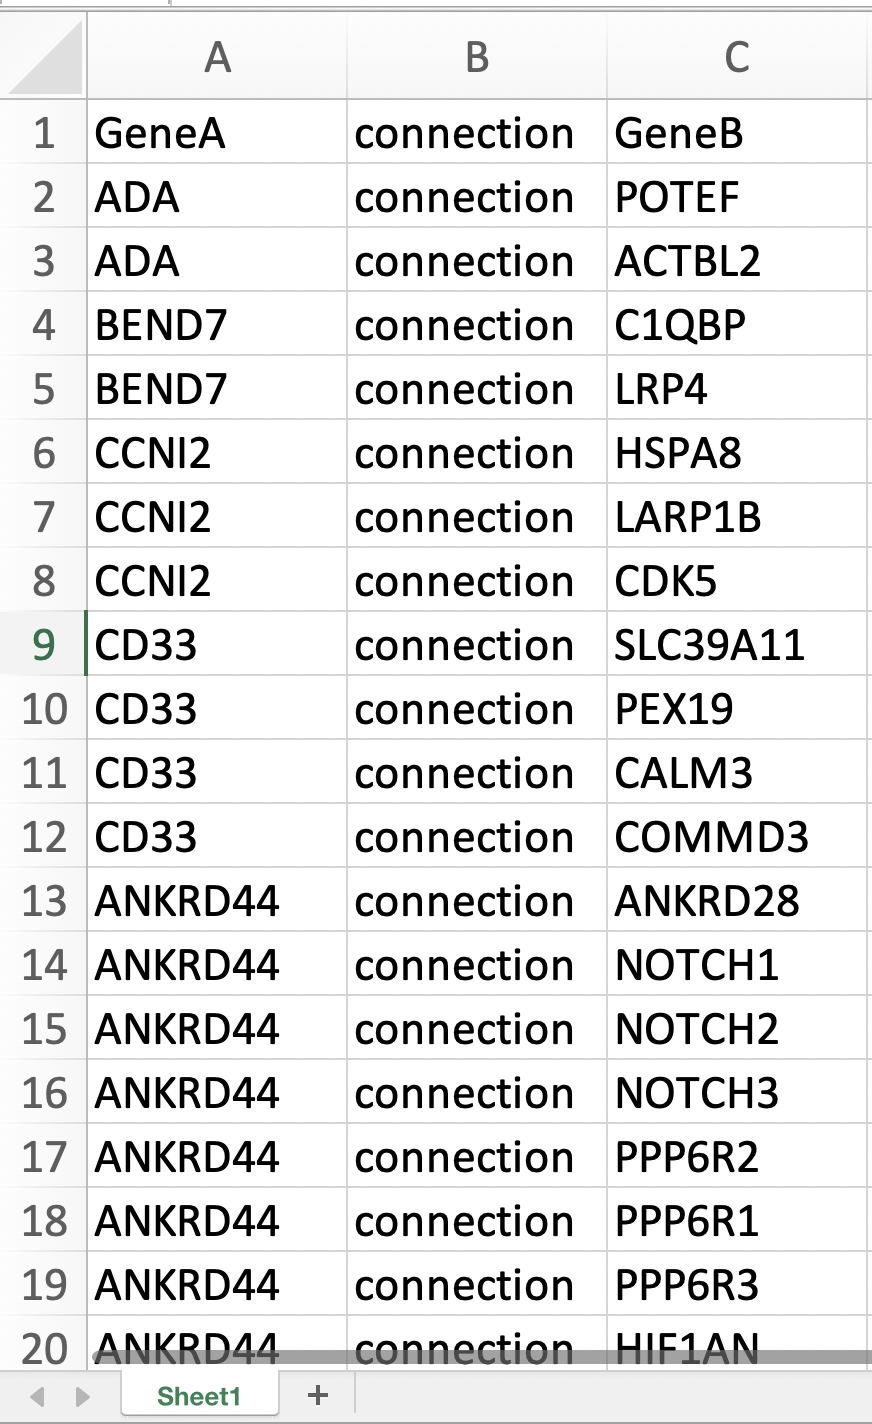 A B C
1 GeneA connection GeneB
2 ADA connection POTEF
3 ADA connection ACTBL2
4 BEND7 connection C1QBP
5 BEND7 connection LRP4
6 CCNI2 connection HSPA8
7 CCNI2 connection LARP1B
8 CCNI2 connection CDK5
9 CD33 connection SLC39A11
10 CD33 connection PEX19
11 CD33 connection CALM3
12 CD33 connection COMMD3
13 ANKRD44 connection ANKRD28
14 ANKRD44 connection NOTCH1
15 ANKRD44 connection NOTCH2
16 ANKRD44 connection NOTCH3
17 ANKRD44 connection PPP6R2
18 ANKRD44 connection PPP6R1
19 ANKRD44 connection PPP6R3
20 ANKRD44 connection HIF1AN
Sheet1 +